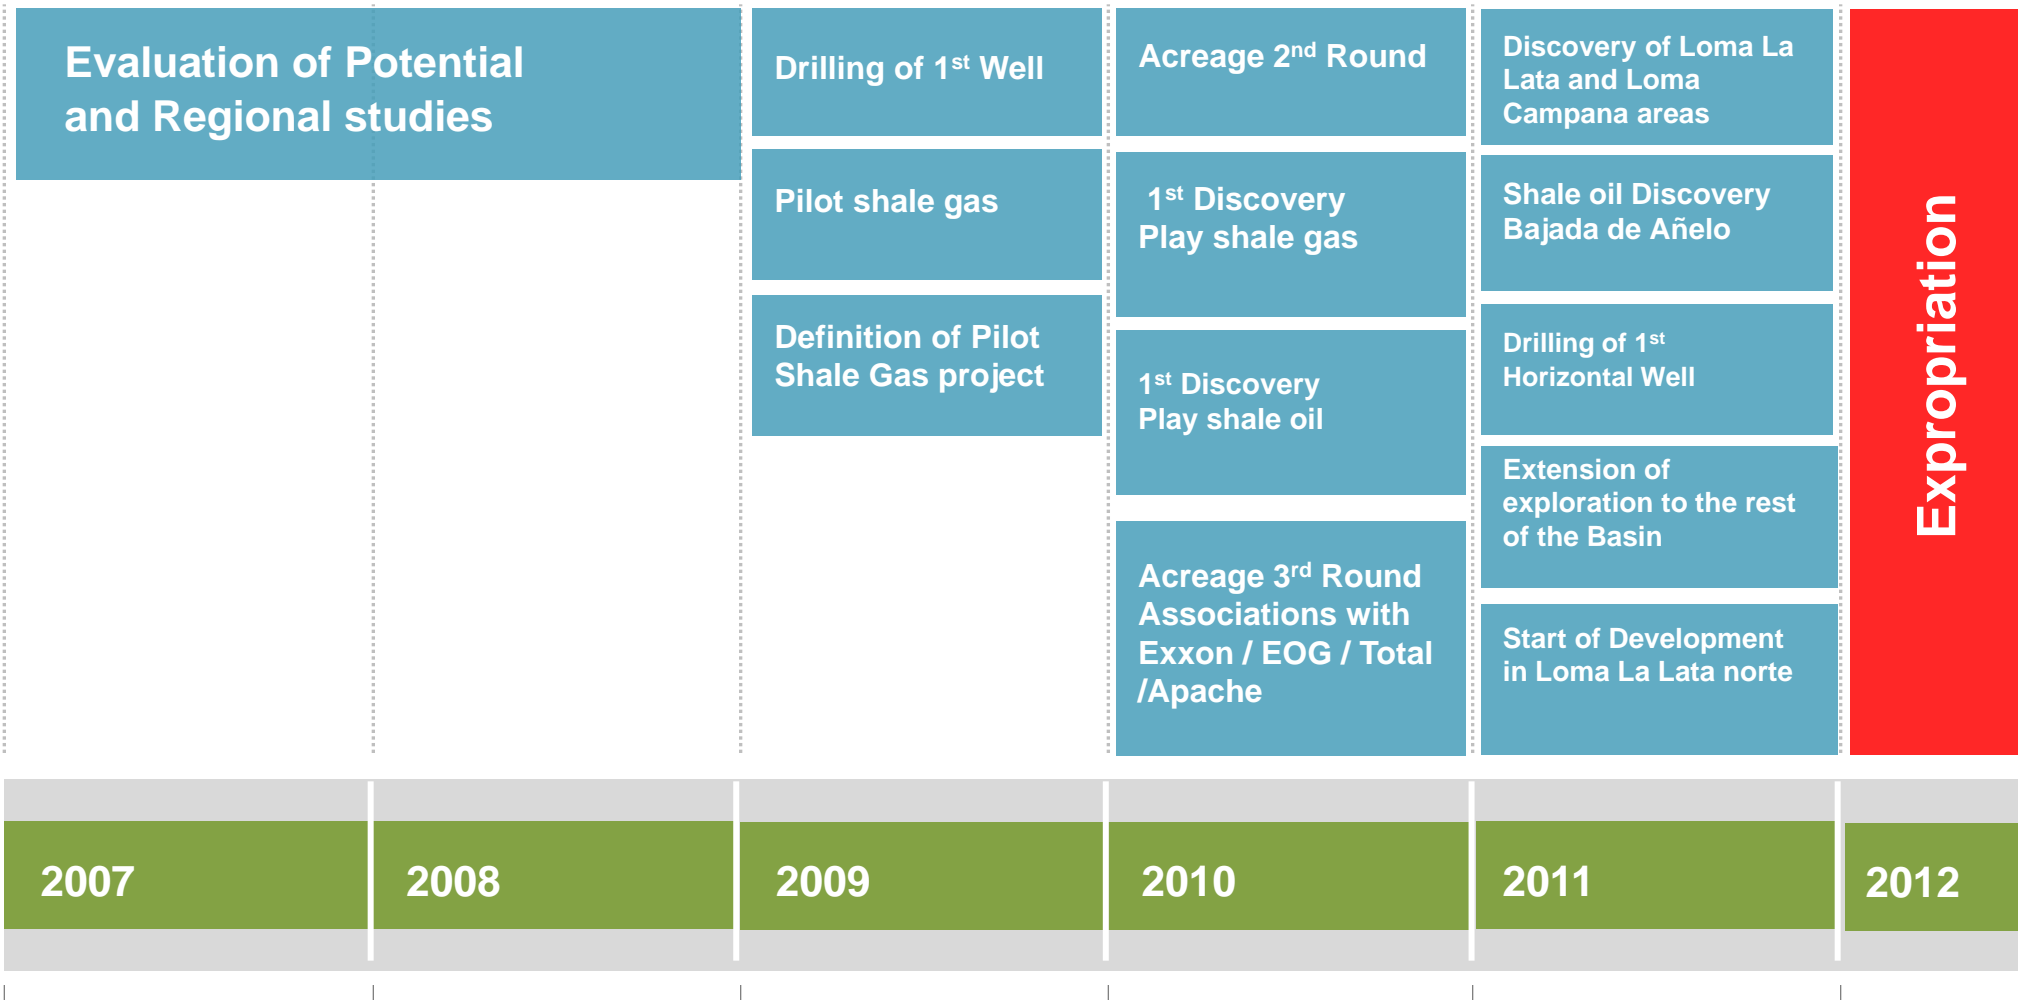 Evaluation of Potential
and Regional studies
Drilling of 1st Well
Pilot shale gas
Definition of Pilot
Shale Gas project
Acreage 2nd Round
1st Discovery
Play shale gas
1st Discovery
Play shale oil
Acreage 3rd Round
Associations with
Exxon / EOG / Total
/Apache
Discovery of Loma La
Lata and Loma
Campana areas
Shale oil Discovery
Bajada de Añelo
Drilling of 1st
Horizontal Well
Extension of
exploration to the rest
of the Basin
Start of Development
in Loma La Lata norte
Expropriation
2007
2008
2009
2010
2011
2012